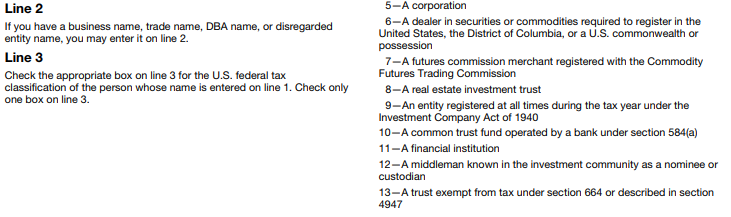 Line 2
If you have a business name, trade name, DBA name, or disregarded
entity name, you may enter it on line 2.
Line 3
Check the appropriate box on line 3 for the U.S. federal tax
classification of the person whose name is entered on line 1. Check only
one box on line 3.
5—A corporation
6—A dealer in securities or commodities required to register in the
United States, the District of Columbia, or a U.S. commonwealth or
possession
7—A futures commission merchant registered with the Commodity
Futures Trading Commission
8—A real estate investment trust
9—An entity registered at all times during the tax year under the
Investment Company Act of 1940
10—A common trust fund operated by a bank under section 584(a)
11—A financial institution
12—A middleman known in the investment community as a nominee or
custodian
13—A trust exempt from tax under section 664 or described in section
4947